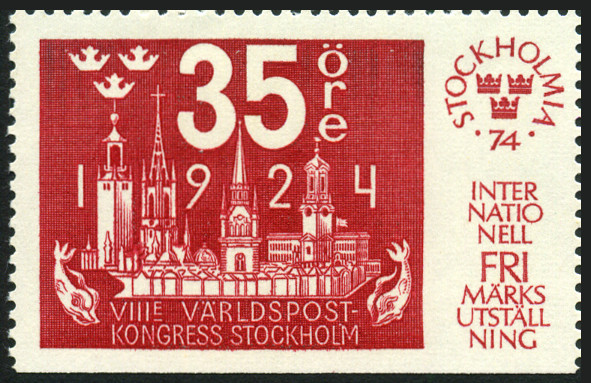 35 öre
1924
VIIIE VÄRLDSPOST-
KONGRESS STOCKHOLM
STOCKHOLMIA
·74·
INTER
NATIO
NELL
FRI
MÄRKS
UTSTÄLL
NING